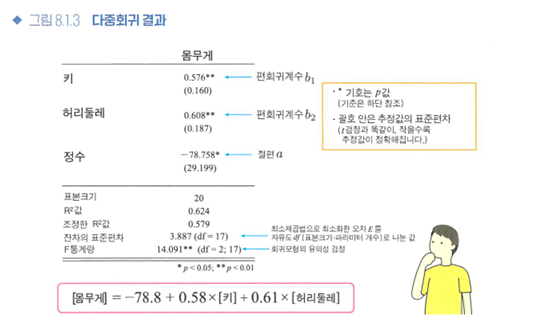 ◆ 그림 8.1.3 다중회귀 결과
몸무게
키 0.576** 편회귀계수 b₁
(0.160)
허리둘레 0.608** 편회귀계수 b₂
(0.187)
정수 −78.758* 절편 a
(29.199)
· * 기호는 p값
(기준은 하단 참조)
· 괄호 안은 추정값의 표준편차
(t검정과 똑같이, 작을수록
추정값이 정확해집니다.)
표본크기 20
R²값 0.624
조정한 R²값 0.579
잔차의 표준편차 3.887 (df = 17)
F통계량 14.091** (df = 2; 17)
*p < 0.05; **p < 0.01
최소제곱법으로 최소화한 오차 ε를
자유도 df (표본크기-파라미터 개수)로 나눈 값
회귀모형의 유의성 검정
[몸무게] = −78.8 + 0.58×[키] + 0.61×[허리둘레]